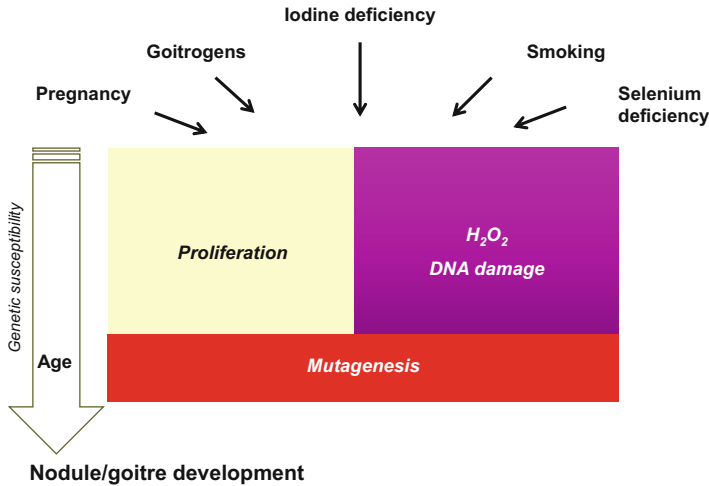 Iodine deficiency
Goitrogens
Smoking
Pregnancy
Selenium
deficiency
Genetic susceptibility
Proliferation
H₂O₂
DNA damage
Age
Mutagenesis
Nodule/goitre development